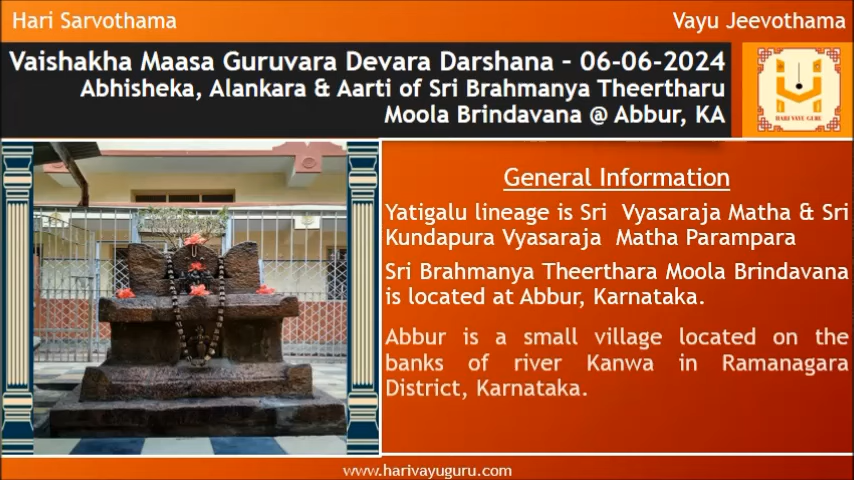 Hari Sarvothama
Vayu Jeevothama
Vaishakha Maasa Guruvara Devara Darshana – 06-06-2024
Abhisheka, Alankara & Aarti of Sri Brahmanya Theertharu
Moola Brindavana @ Abbur, KA
HARI VAYU GURU
General Information
Yatigalu lineage is Sri Vyasaraja Matha & Sri
Kundapura Vyasaraja Matha Parampara
Sri Brahmanya Theerthara Moola Brindavana
is located at Abbur, Karnataka.
Abbur is a small village located on the
banks of river Kanwa in Ramanagara
District, Karnataka.
www.harivayuguru.com